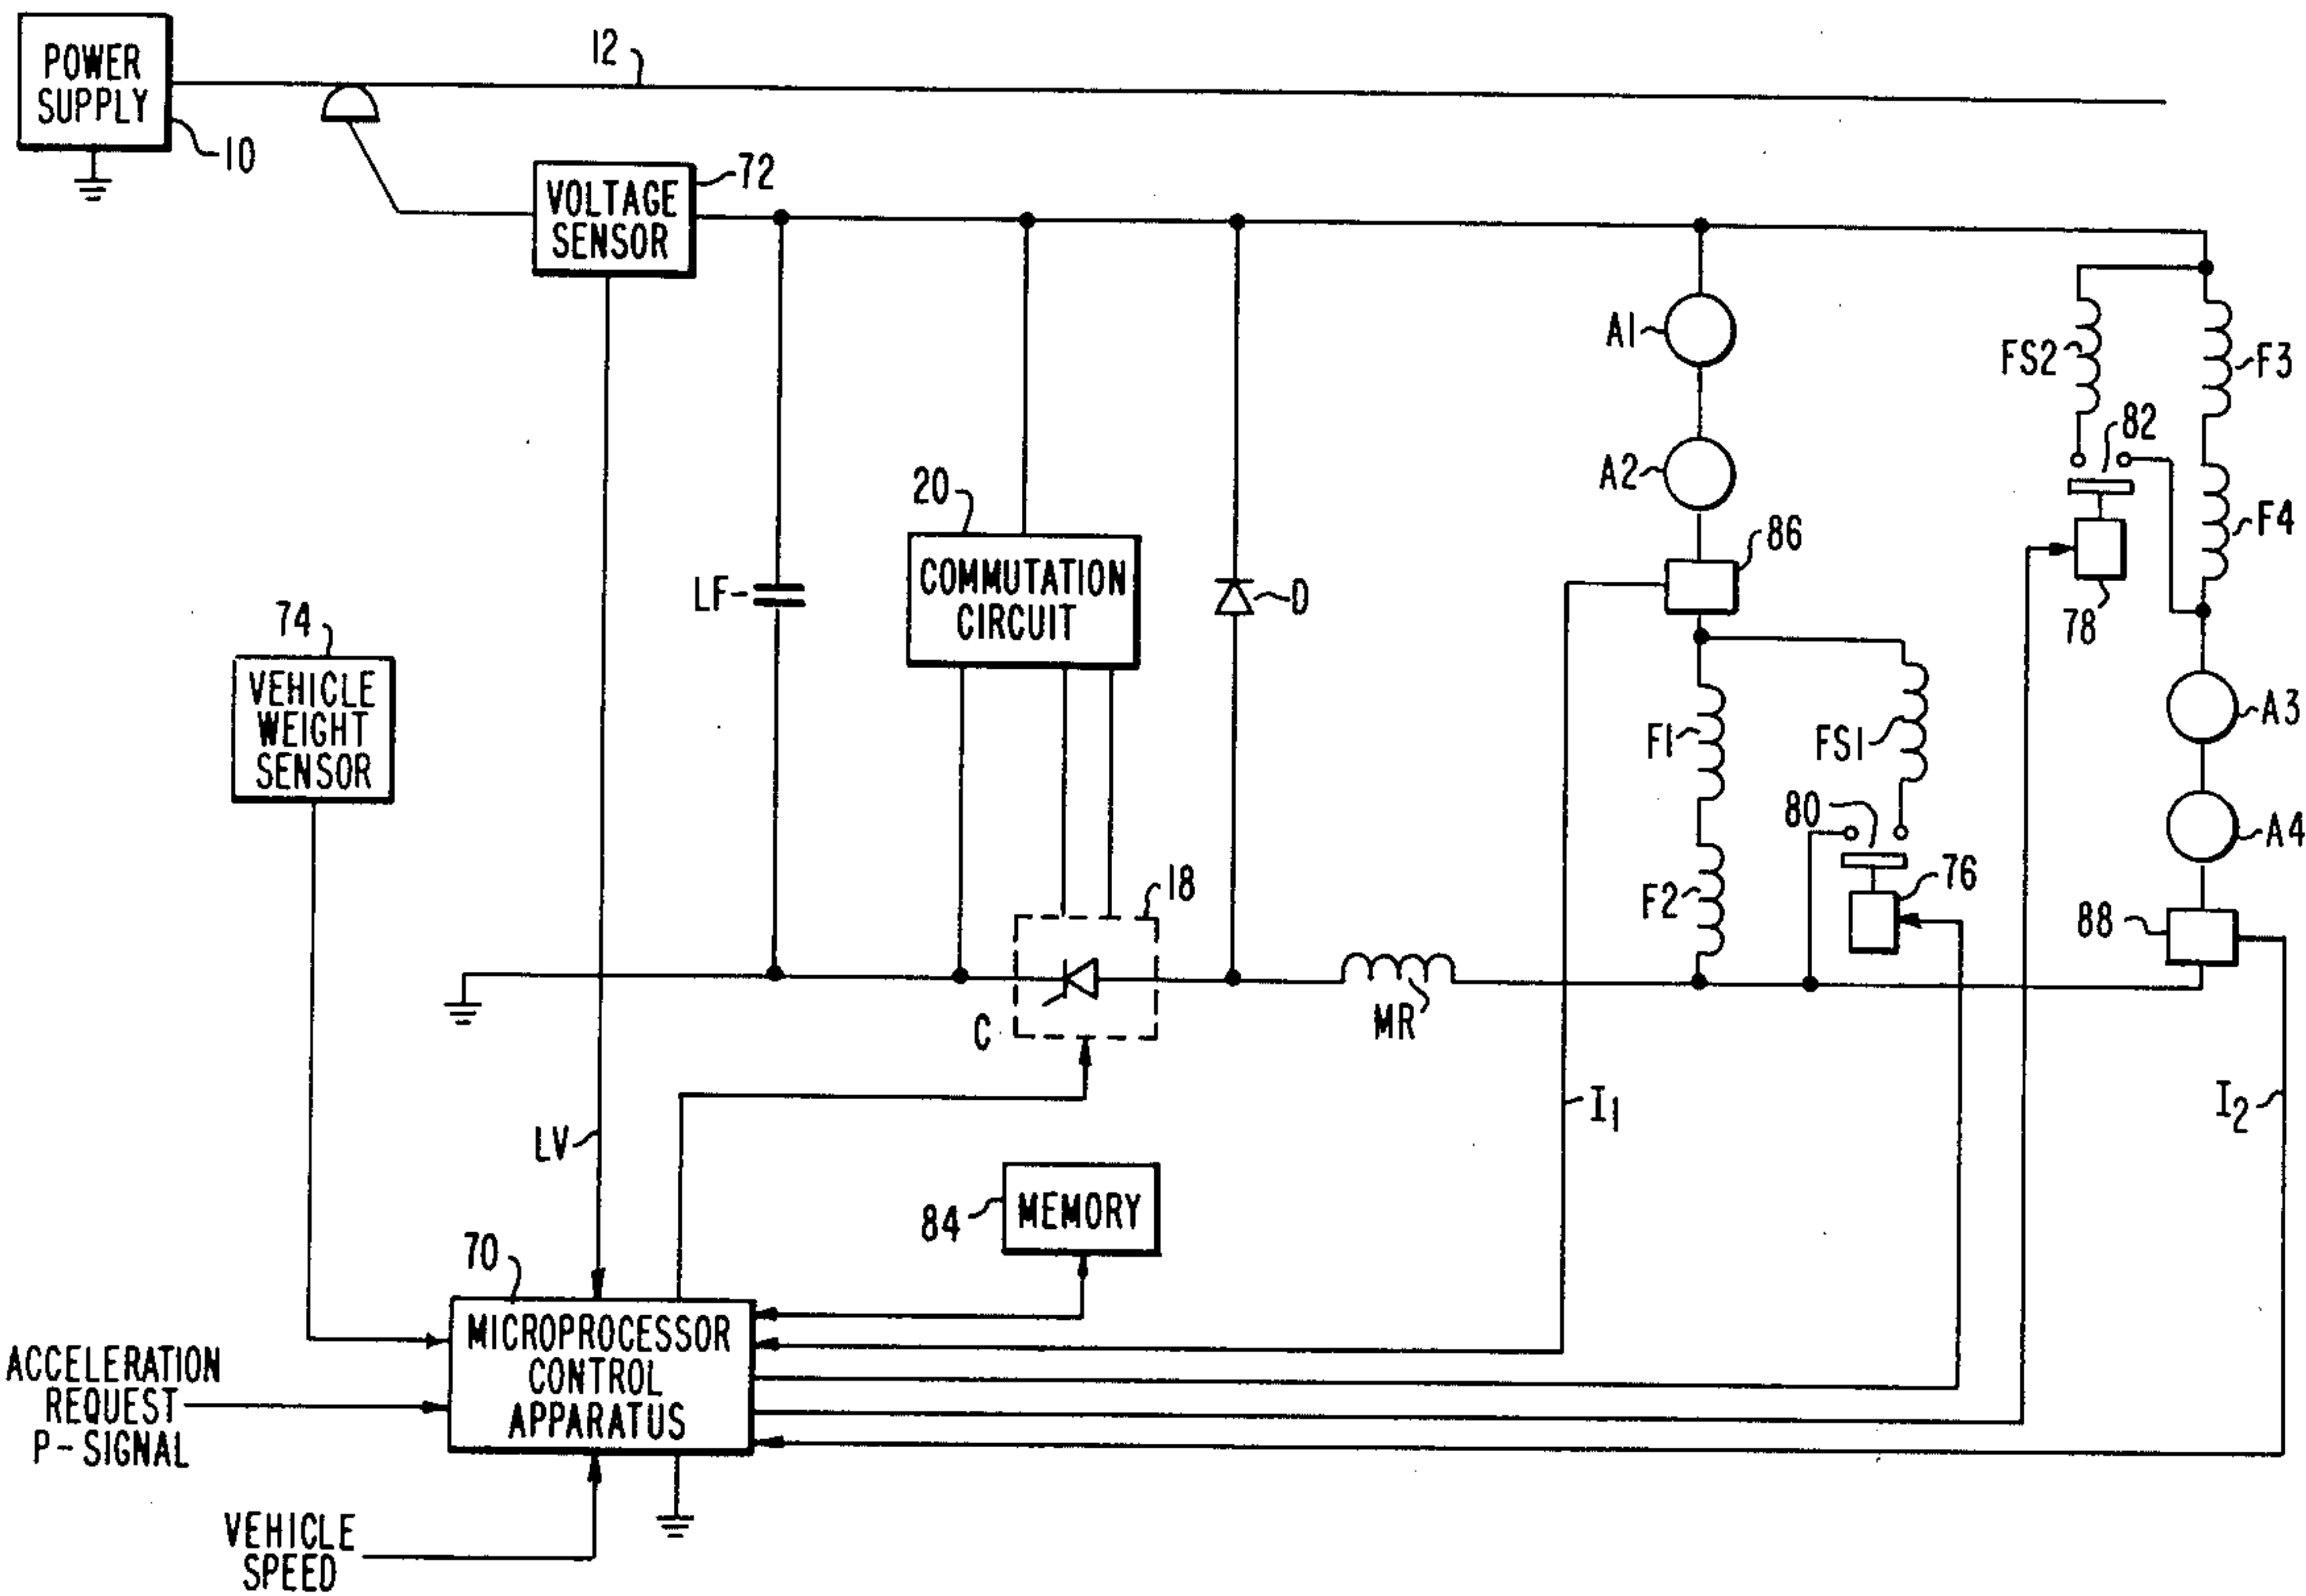 POWER
SUPPLY
10
12
VOLTAGE
SENSOR
72
A1
A2
FS2
F3
82
F4
78
20
COMMUTATION
CIRCUIT
LF
D
86
74
VEHICLE
WEIGHT
SENSOR
F1
FS1
A3
80
A4
18
F2
76
88
C
MR
LV
I1
I2
84
MEMORY
70
MICROPROCESSOR
CONTROL
APPARATUS
ACCELERATION
REQUEST
P-SIGNAL
VEHICLE
SPEED